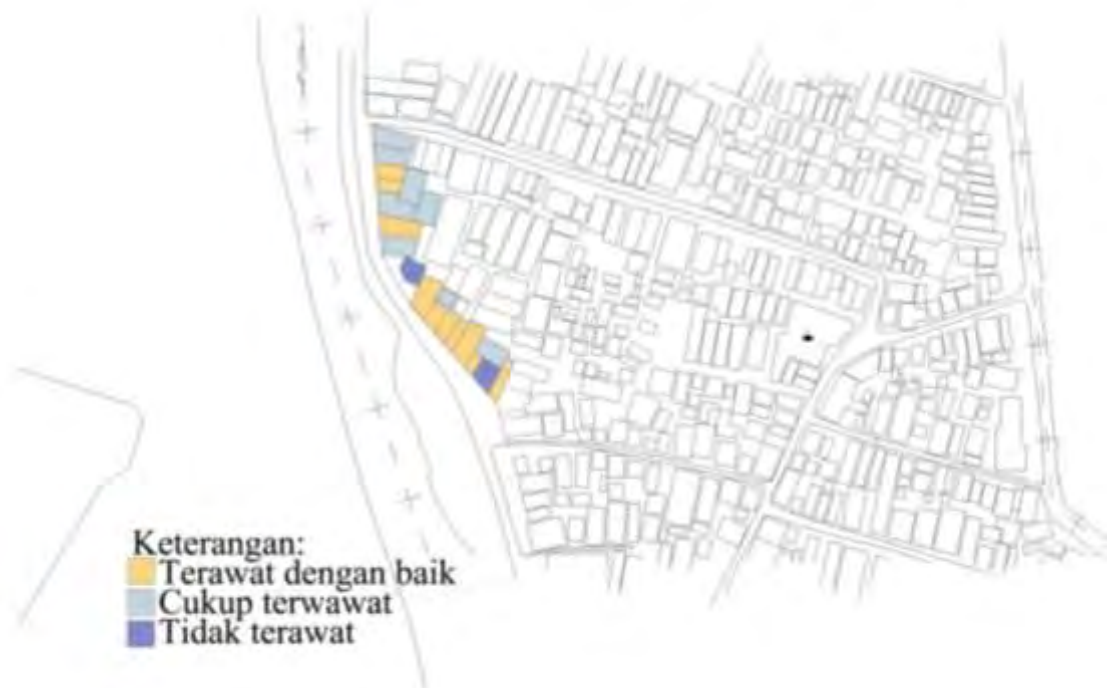 Keterangan:
Terawat dengan baik
Cukup terwawat
Tidak terawat